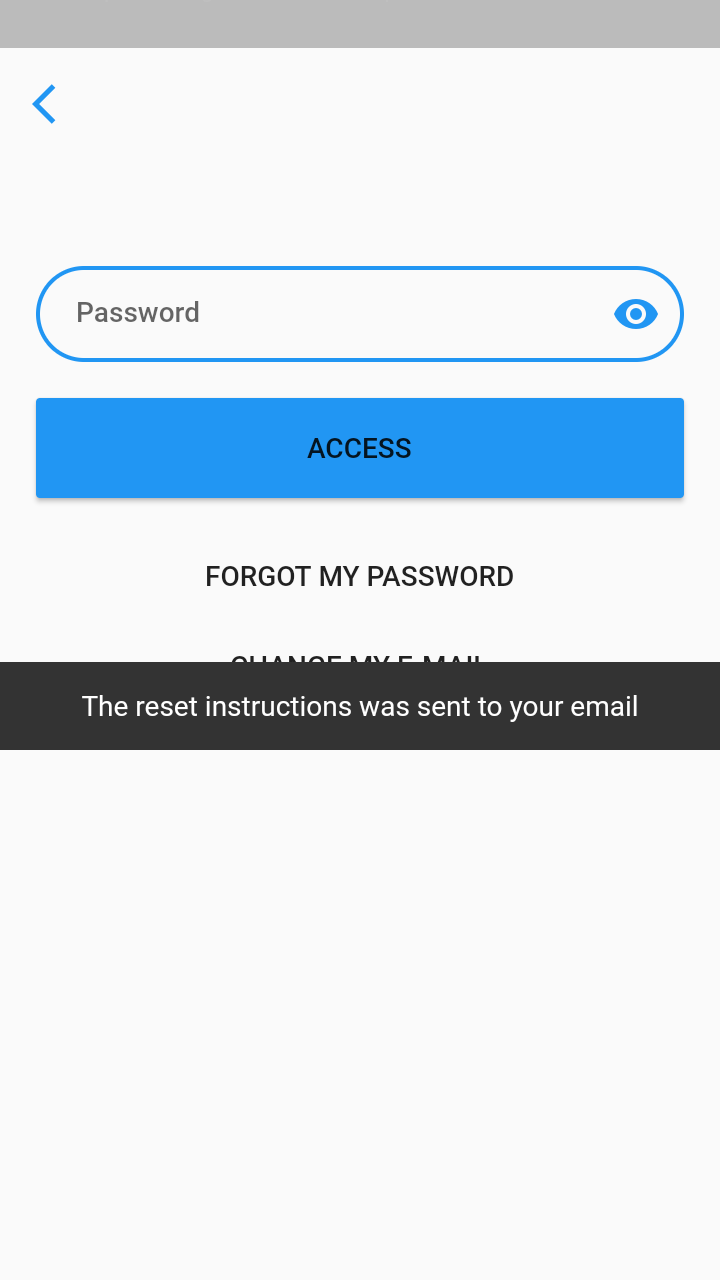 Password
ACCESS
FORGOT MY PASSWORD
CHANGE MY E-MAIL
The reset instructions was sent to your email